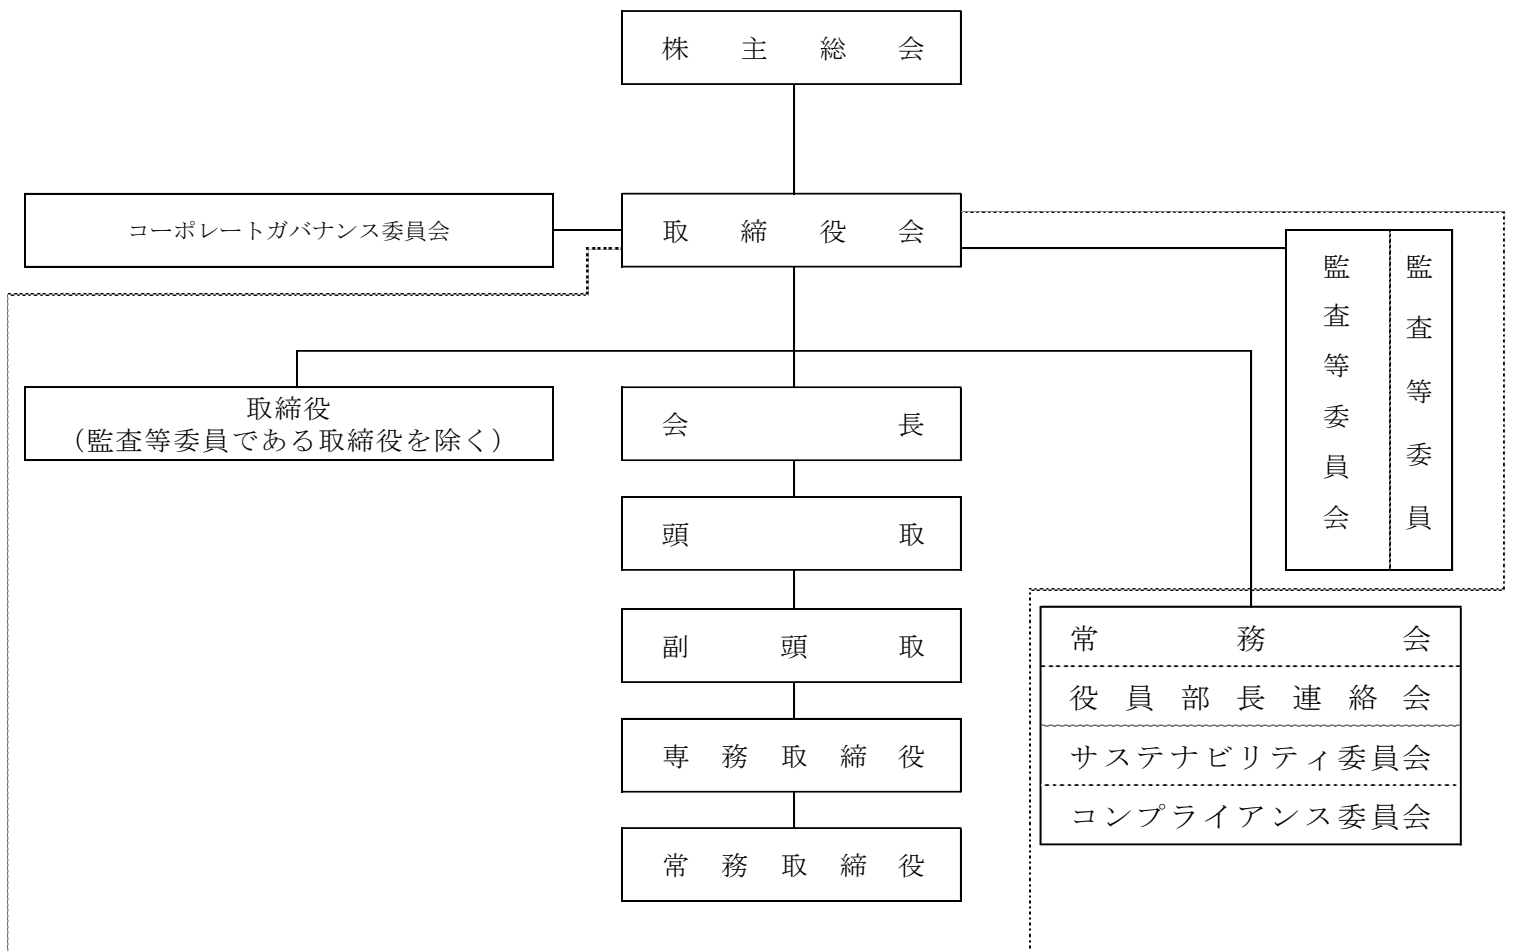 株主総会
コーポレートガバナンス委員会
取締役会
監査等委員会
監査等委員
取締役
（監査等委員である取締役を除く）
会長
頭取
副頭取
専務取締役
常務取締役
常務会
役員部長連絡会
サステナビリティ委員会
コンプライアンス委員会